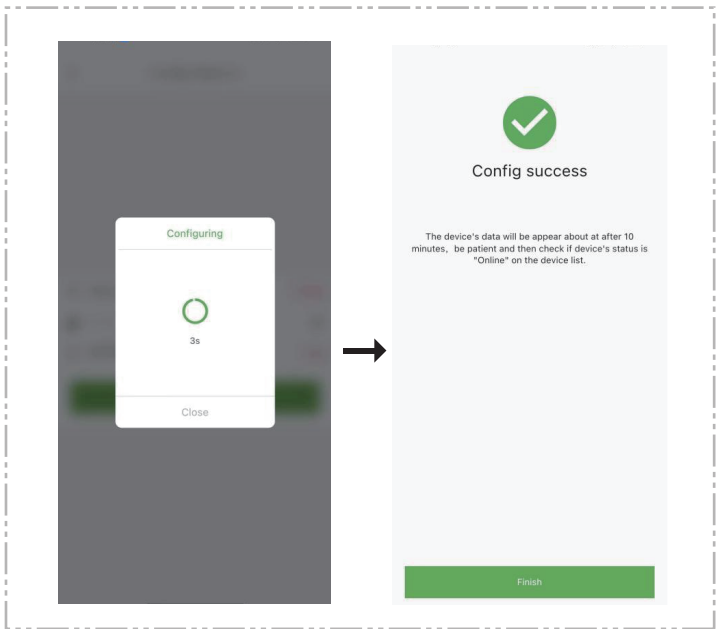 Configuring
3s
Close
Config success
The device's data will be appear about at after 10
minutes, be patient and then check if device's status is
"Online" on the device list.
Finish